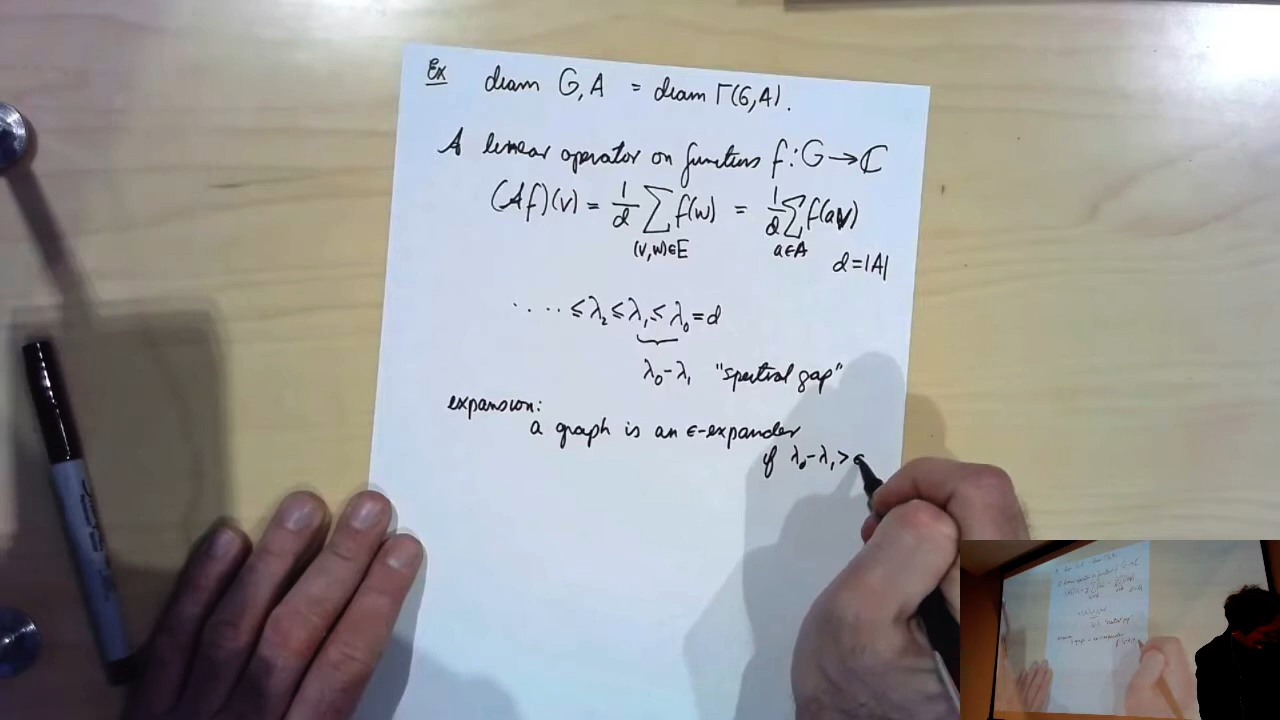 Ex diam G, A = diam Γ(G,A).
A linear operator on functions f: G → ℂ
(Af)(v) = 1/d ∑_{(v,w)∈E} f(w) = 1/d ∑_{a∈A} f(av)
d = |A|
..... ≤ λ₂ ≤ λ₁ ≤ λ₀ = d
λ₀ - λ₁ "spectral gap"
expansion:
a graph is an ε-expander
if λ₀ - λ₁ > ε